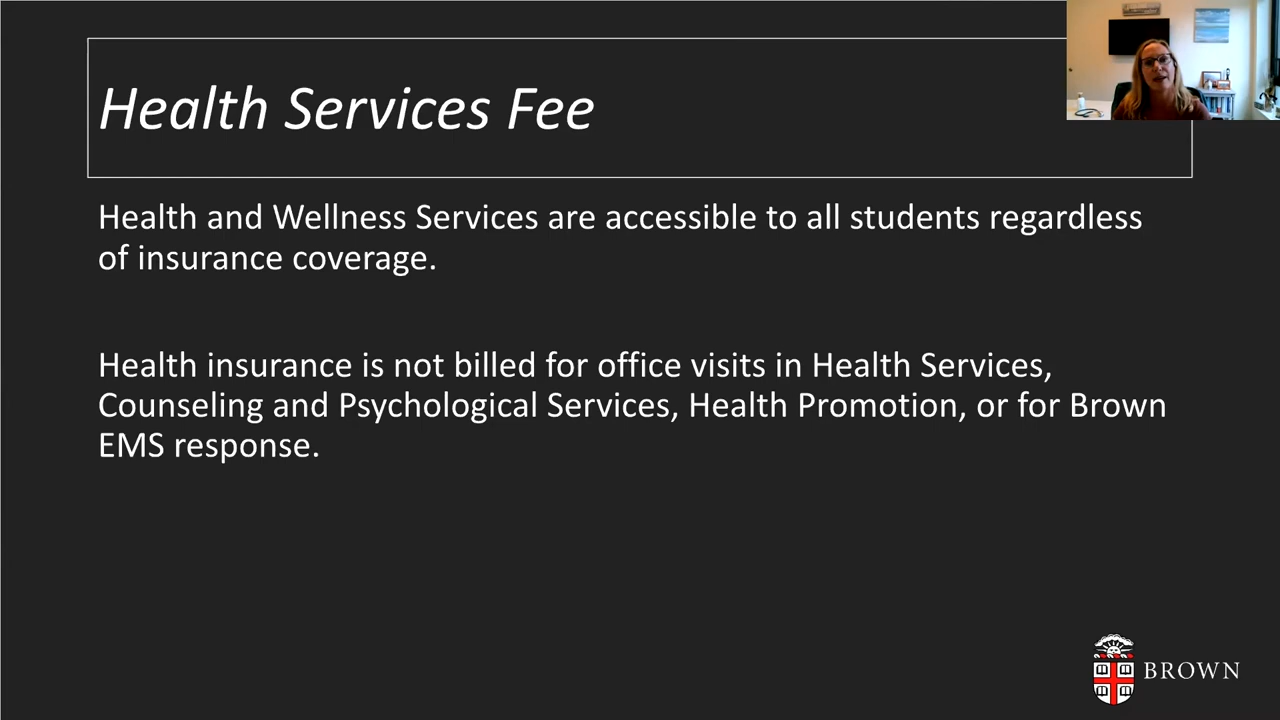 Health Services Fee
Health and Wellness Services are accessible to all students regardless
of insurance coverage.
Health insurance is not billed for office visits in Health Services,
Counseling and Psychological Services, Health Promotion, or for Brown
EMS response.
BROWN